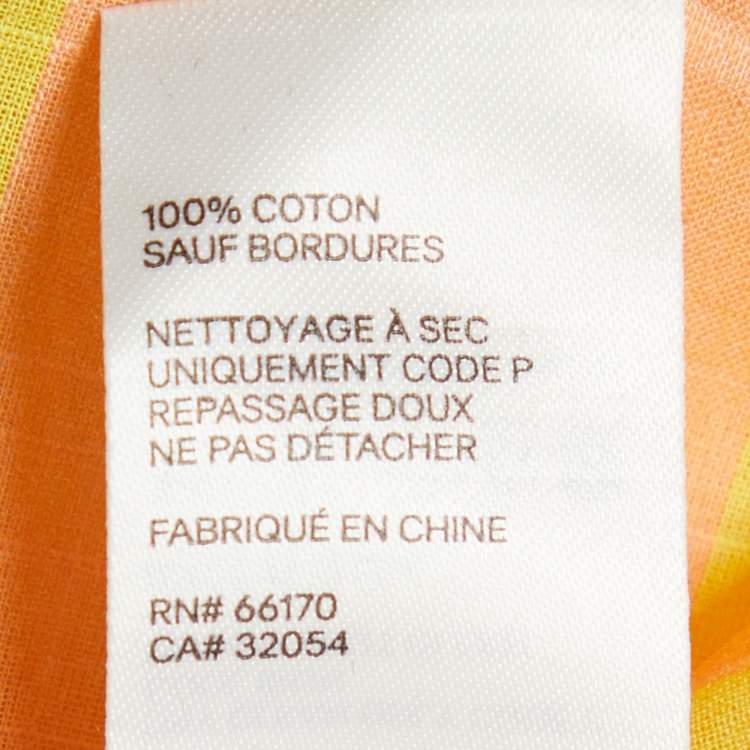 100% COTON
SAUF BORDURES
NETTOYAGE À SEC
UNIQUEMENT CODE P
REPASSAGE DOUX
NE PAS DÉTACHER
FABRIQUÉ EN CHINE
RN# 66170
CA# 32054